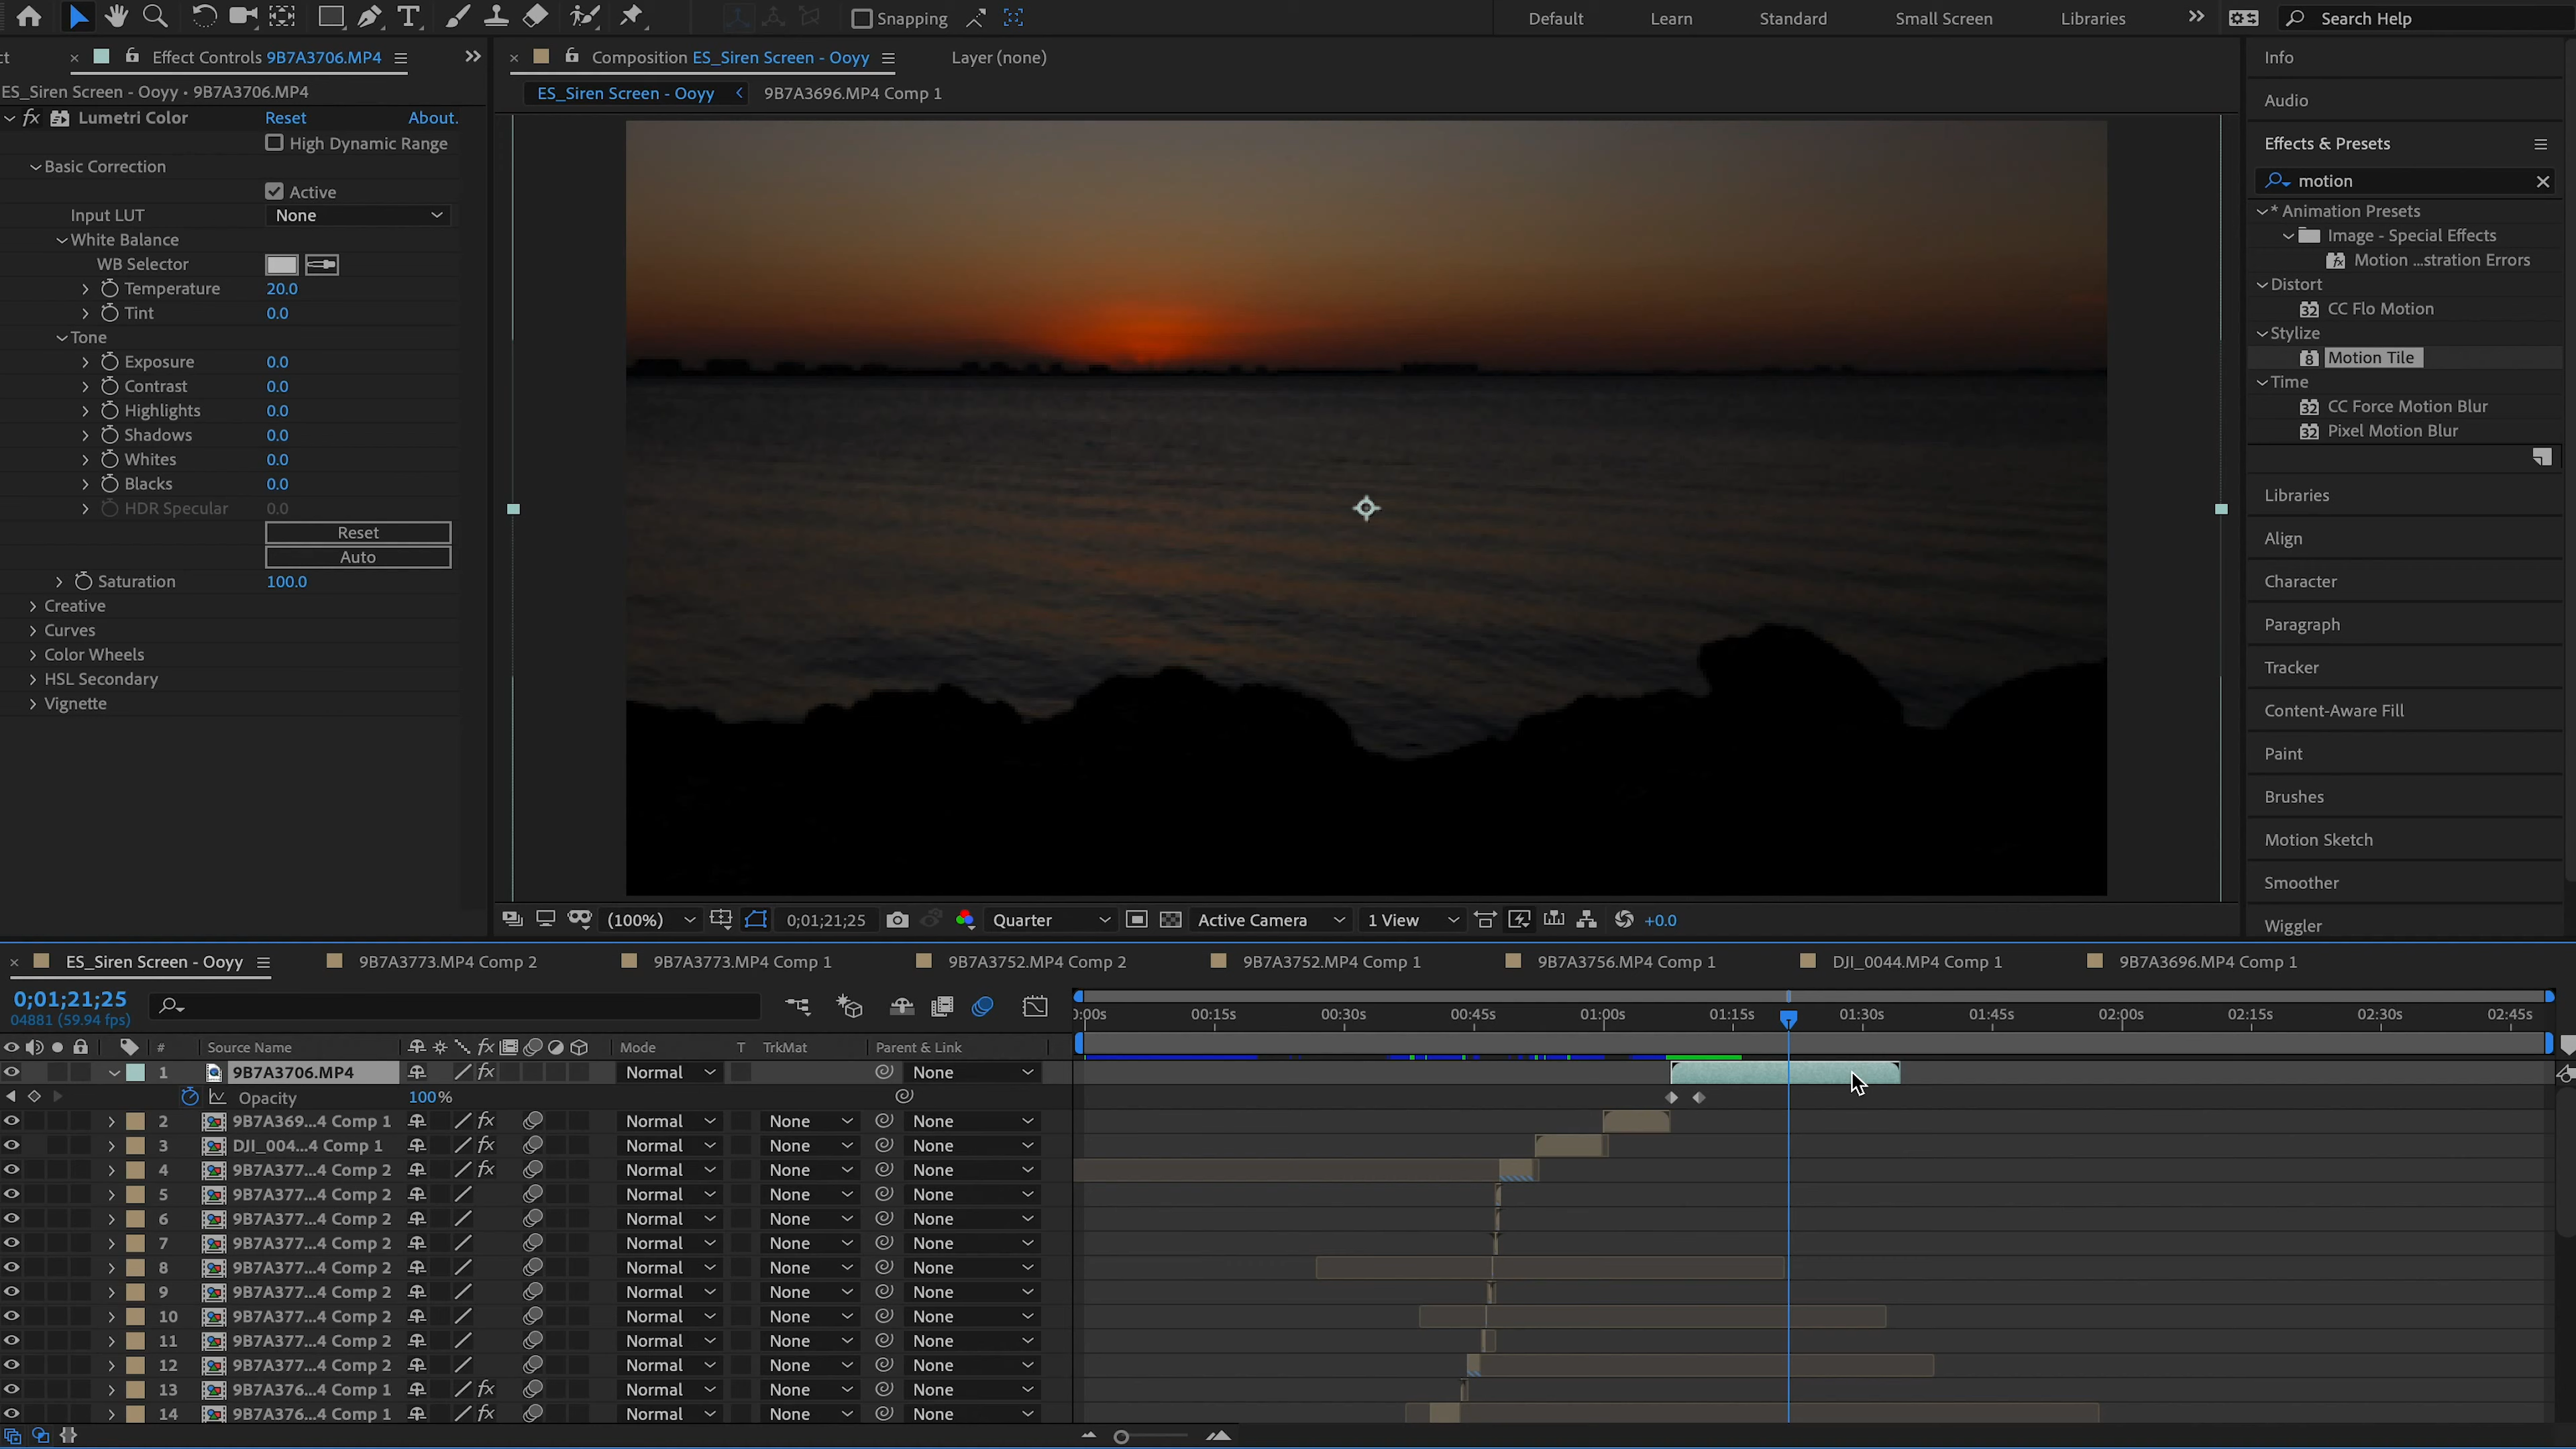 Snapping
Default Learn Standard Small Screen Libraries Search Help
ct Effect Controls 9B7A3706.MP4
ES_Siren Screen - Ooyy • 9B7A3706.MP4
fx Lumetri Color Reset About.
High Dynamic Range
Basic Correction
Active
Input LUT None
White Balance
WB Selector
Temperature 20.0
Tint 0.0
Tone
Exposure 0.0
Contrast 0.0
Highlights 0.0
Shadows 0.0
Whites 0.0
Blacks 0.0
HDR Specular 0.0
Reset
Auto
Saturation 100.0
Creative
Curves
Color Wheels
HSL Secondary
Vignette
Composition ES_Siren Screen - Ooyy Layer (none)
ES_Siren Screen - Ooyy 9B7A3696.MP4 Comp 1
(100%) 0;01;21;25 Quarter Active Camera 1 View +0.0
Info
Audio
Effects & Presets
motion
* Animation Presets
Image - Special Effects
Motion ...stration Errors
Distort
32 CC Flo Motion
Stylize
8 Motion Tile
Time
32 CC Force Motion Blur
32 Pixel Motion Blur
Libraries
Align
Character
Paragraph
Tracker
Content-Aware Fill
Paint
Brushes
Motion Sketch
Smoother
Wiggler
ES_Siren Screen - Ooyy 9B7A3773.MP4 Comp 2 9B7A3773.MP4 Comp 1 9B7A3752.MP4 Comp 2 9B7A3752.MP4 Comp 1 9B7A3756.MP4 Comp 1 DJI_0044.MP4 Comp 1 9B7A3696.MP4 Comp 1
0;01;21;25
04881 (59.94 fps)
):00s 00:15s 00:30s 00:45s 01:00s 01:15s 01:30s 01:45s 02:00s 02:15s 02:30s 02:45s
# Source Name fx Mode T TrkMat Parent & Link
1 9B7A3706.MP4 fx Normal None
Opacity 100%
2 9B7A369...4 Comp 1 fx Normal None None
3 DJI_004...4 Comp 1 fx Normal None None
4 9B7A377...4 Comp 2 fx Normal None None
5 9B7A377...4 Comp 2 Normal None None
6 9B7A377...4 Comp 2 Normal None None
7 9B7A377...4 Comp 2 Normal None None
8 9B7A377...4 Comp 2 Normal None None
9 9B7A377...4 Comp 2 Normal None None
10 9B7A377...4 Comp 2 Normal None None
11 9B7A377...4 Comp 2 Normal None None
12 9B7A377...4 Comp 2 Normal None None
13 9B7A376...4 Comp 1 fx Normal None None
14 9B7A376...4 Comp 1 fx Normal None None